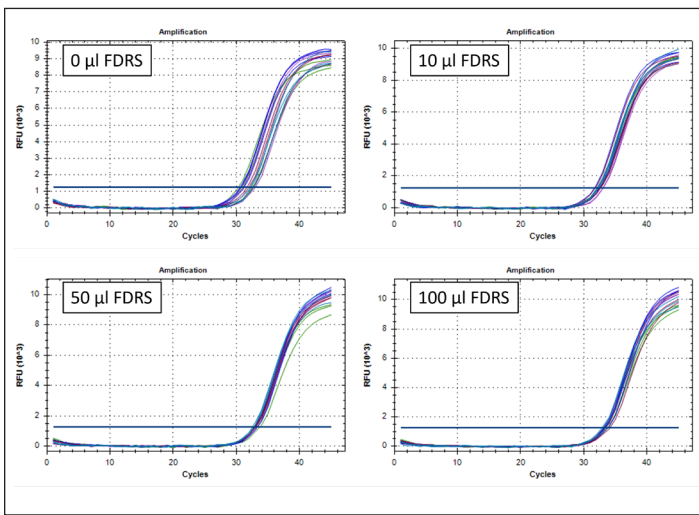 Amplification
0 µl FDRS
RFU (10^3)
10
9
8
7
6
5
4
3
2
1
0
0 10 20 30 40
Cycles
Amplification
10 µl FDRS
RFU (10^3)
10
8
6
4
2
0
0 10 20 30 40
Cycles
Amplification
50 µl FDRS
RFU (10^3)
10
8
6
4
2
0
0 10 20 30 40
Cycles
Amplification
100 µl FDRS
RFU (10^3)
10
8
6
4
2
0
0 10 20 30 40
Cycles